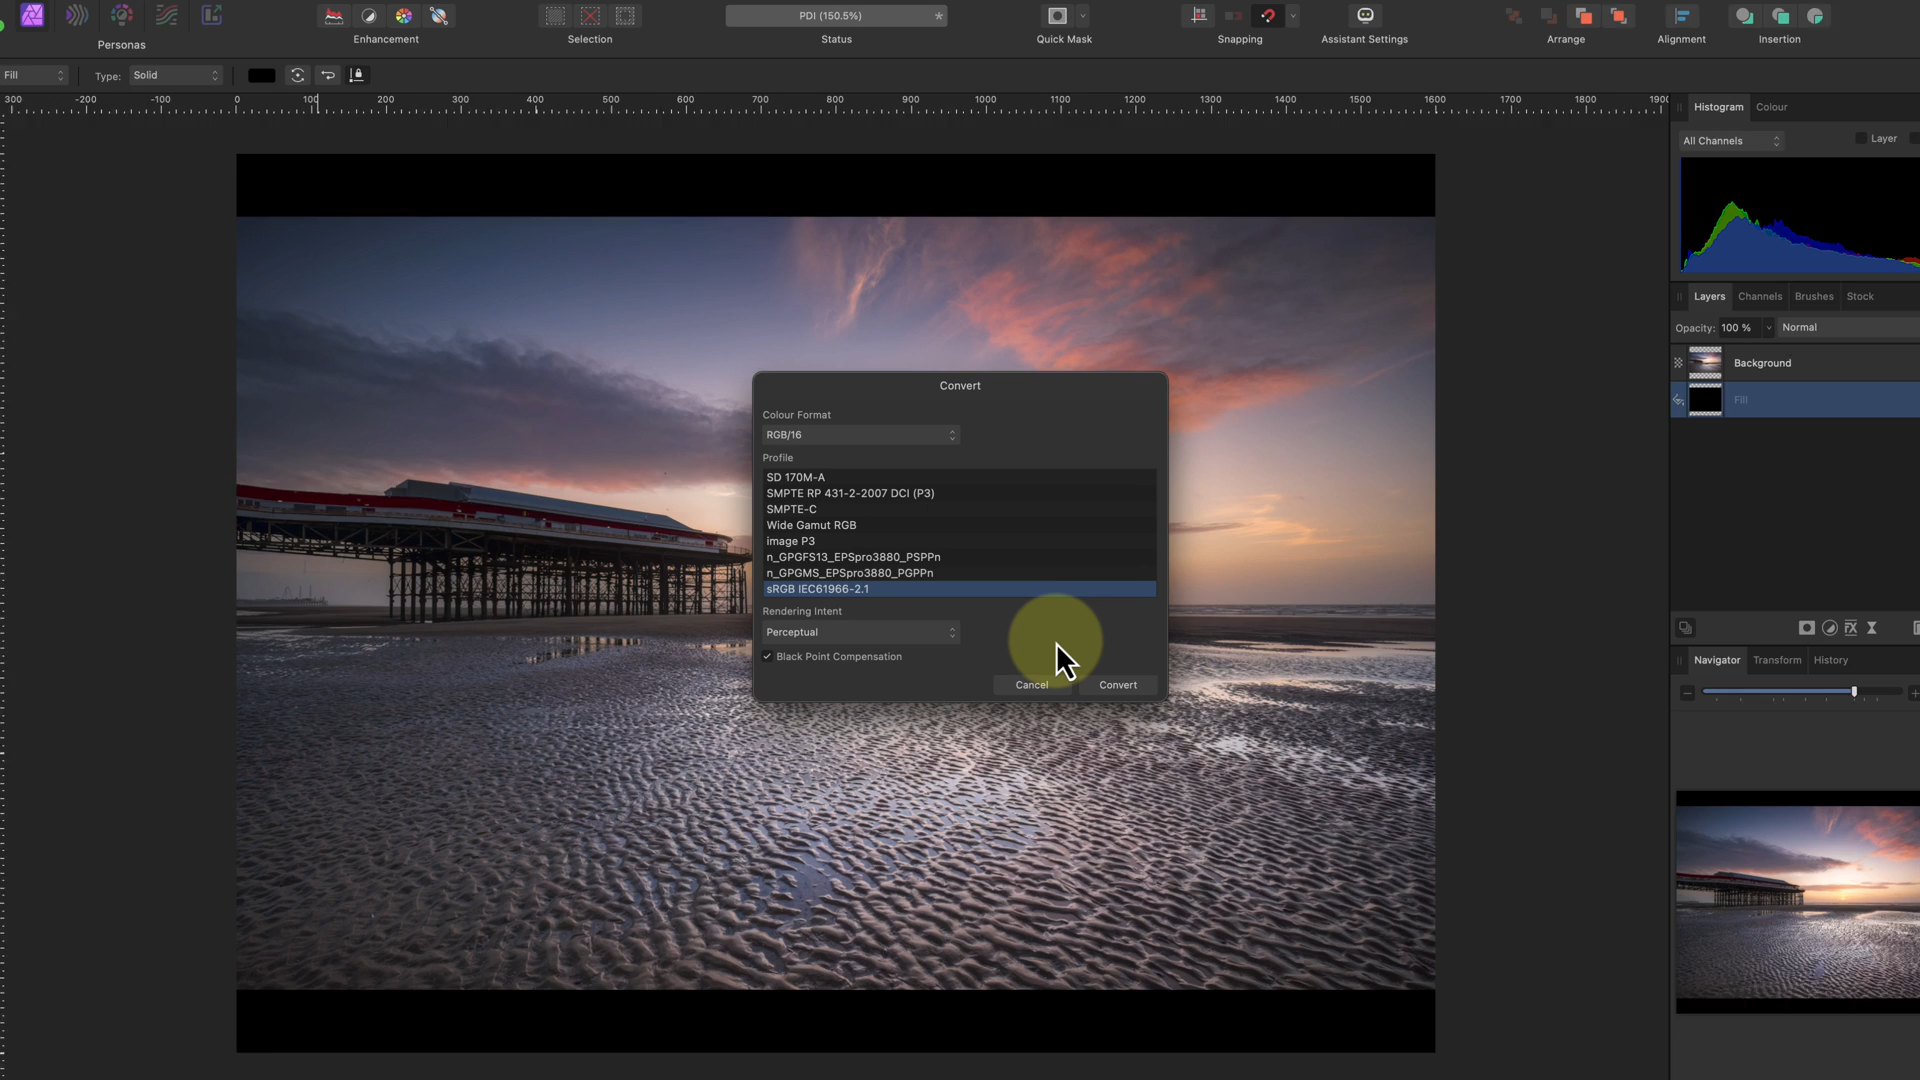 PDI (150.5%)
*
Personas
Enhancement
Selection
Status
Quick Mask
Snapping
Assistant Settings
Arrange
Alignment
Insertion
Fill
Type: Solid
300 -200 -100 0 100 200 300 400 500 600 700 800 900 1000 1100 1200 1300 1400 1500 1600 1700 1800 1900
Histogram Colour
All Channels Layer
Layers Channels Brushes Stock
Opacity: 100 % Normal
Background
Fill
Convert
Colour Format
RGB/16
Profile
SD 170M-A
SMPTE RP 431-2-2007 DCI (P3)
SMPTE-C
Wide Gamut RGB
image P3
n_GPGFS13_EPSpro3880_PSPPn
n_GPGMS_EPSpro3880_PGPPn
sRGB IEC61966-2.1
Rendering Intent
Perceptual
Black Point Compensation
Cancel Convert
Navigator Transform History